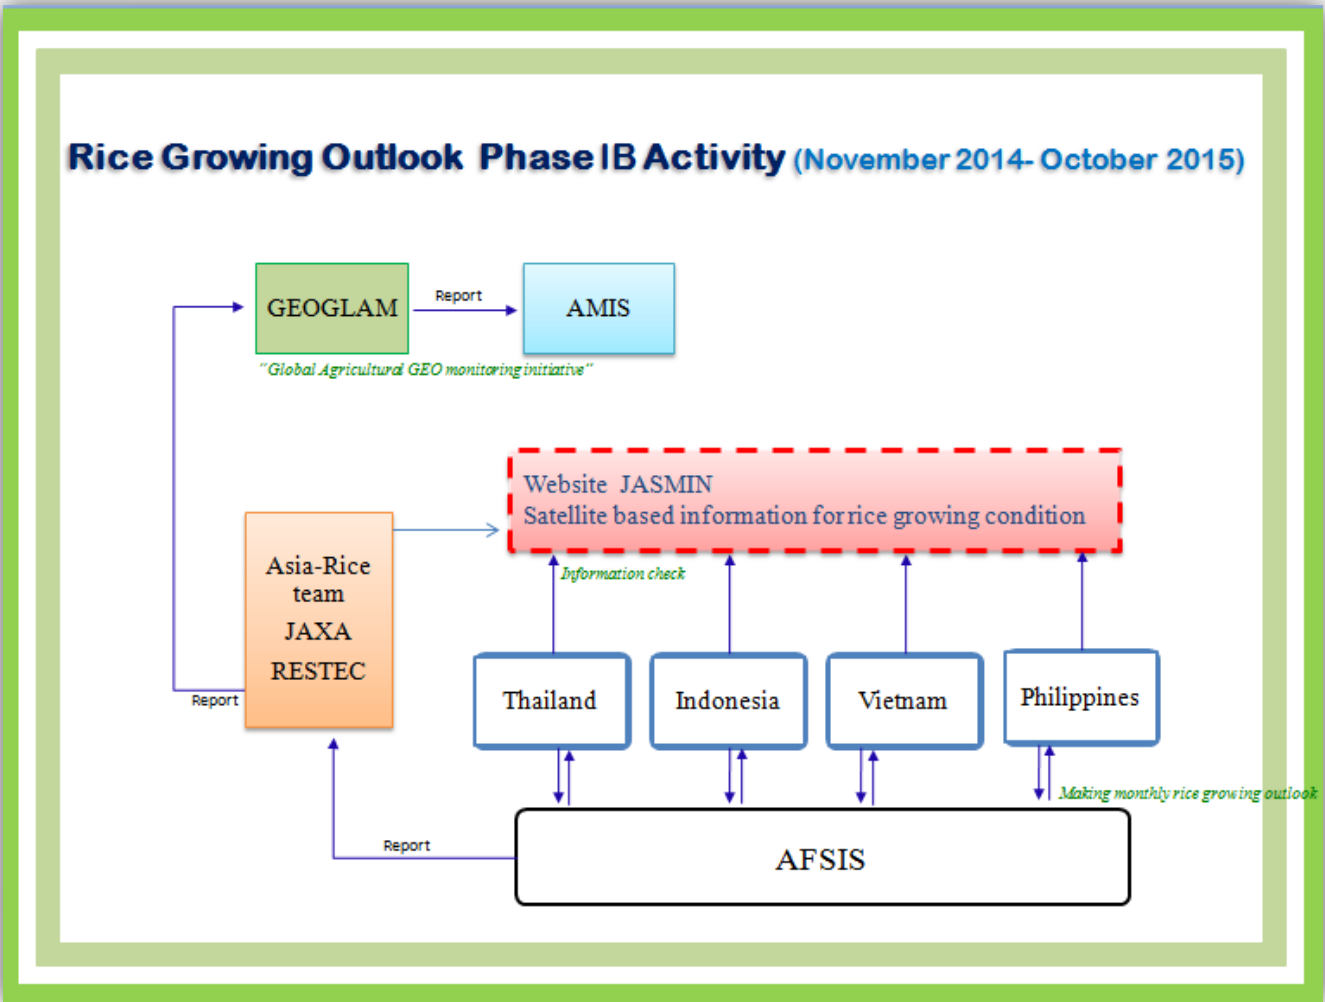 Rice Growing Outlook Phase IB Activity (November 2014- October 2015)
GEOGLAM
Report
AMIS
"Global Agricultural GEO monitoring initiative"
Website JASMIN
Satellite based information for rice growing condition
Information check
Asia-Rice
team
JAXA
RESTEC
Report
Thailand
Indonesia
Vietnam
Philippines
Making monthly rice growing outlook
Report
AFSIS